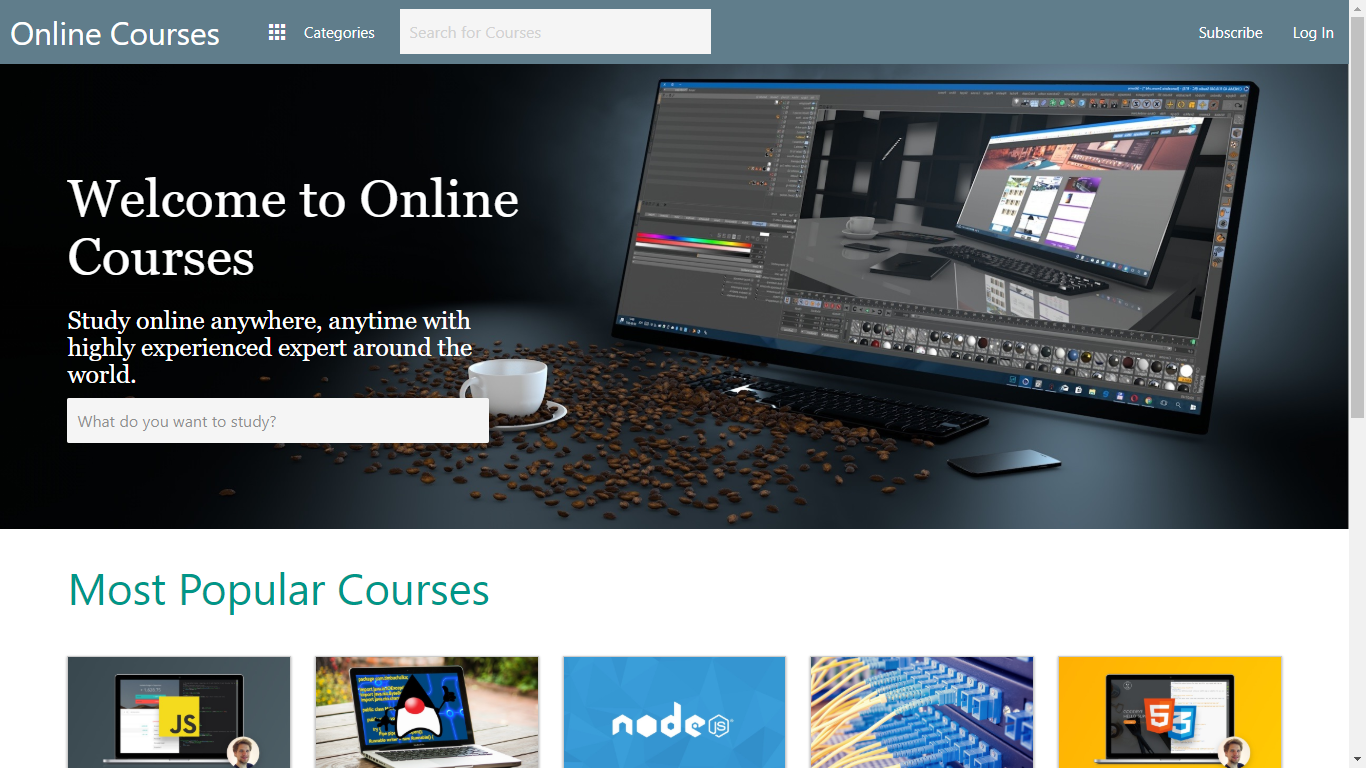 Online Courses
Categories
Search for Courses
Subscribe
Log In
Welcome to Online
Courses
Study online anywhere, anytime with
highly experienced expert around the
world.
What do you want to study?
Most Popular Courses
JS
node
JS
5
3